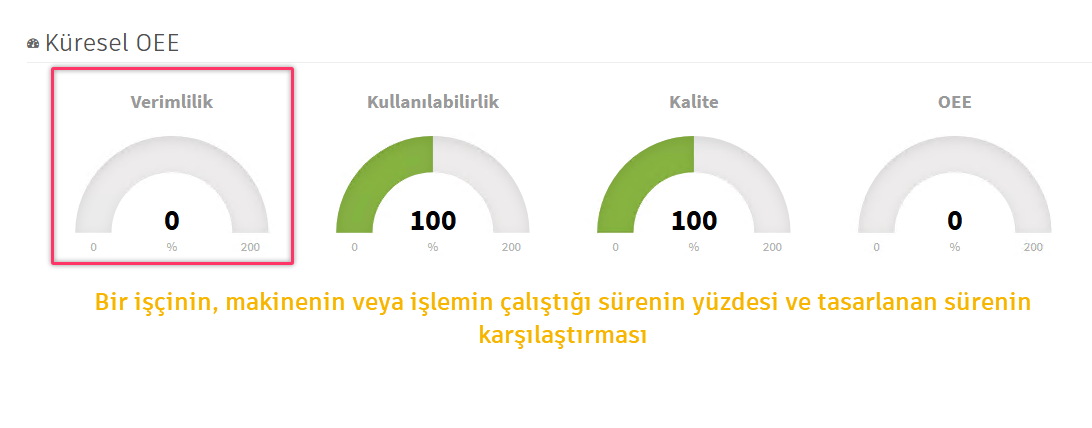 Küresel OEE
Verimlilik Kullanılabilirlik Kalite OEE
0 100 100 0
0 % 200 0 % 200 0 % 200 0 % 200
Bir işçinin, makinenin veya işlemin çalıştığı sürenin yüzdesi ve tasarlanan sürenin
karşılaştırması